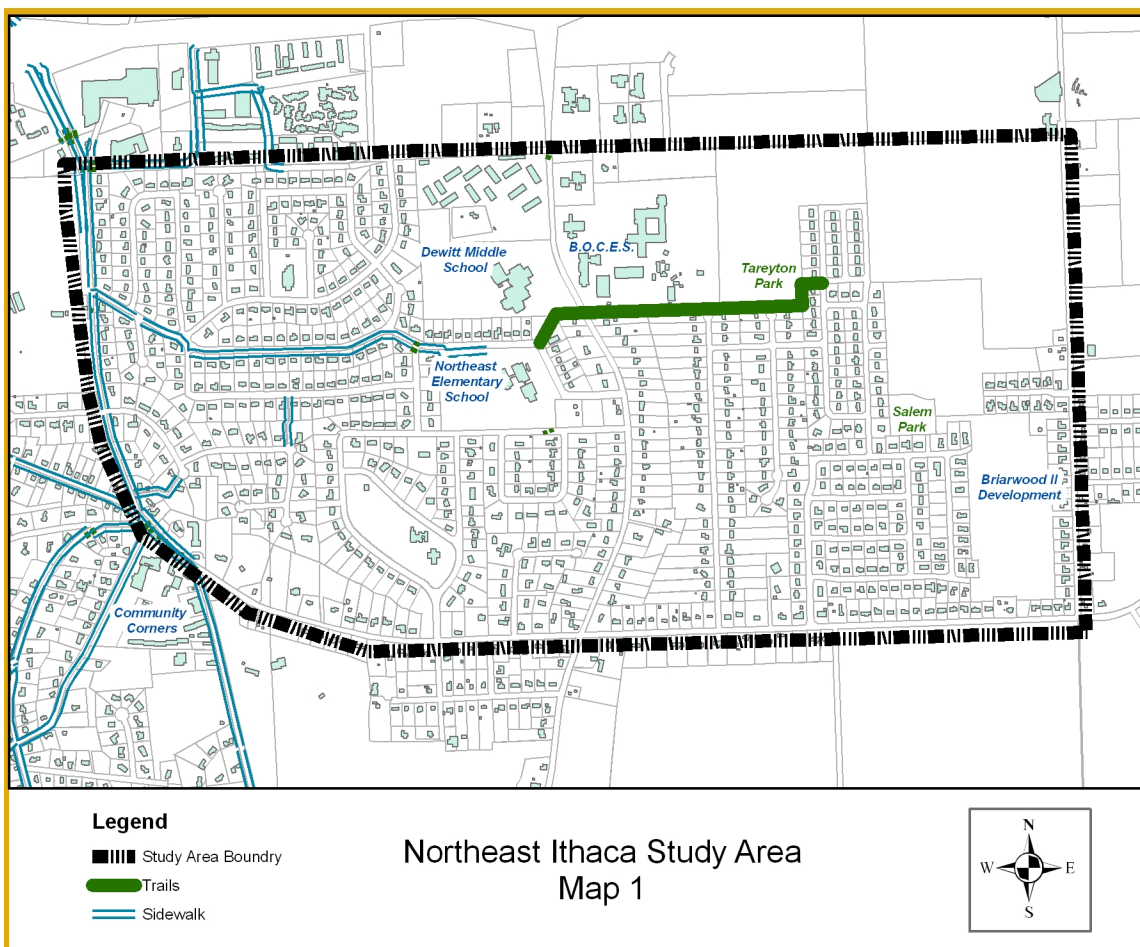 Dewitt Middle
School
B.O.C.E.S.
Tareyton
Park
Northeast
Elementary
School
Salem
Park
Briarwood II
Development
Community
Corners
Legend
Study Area Boundry
Trails
Sidewalk
Northeast Ithaca Study Area
Map 1
N
W
E
S